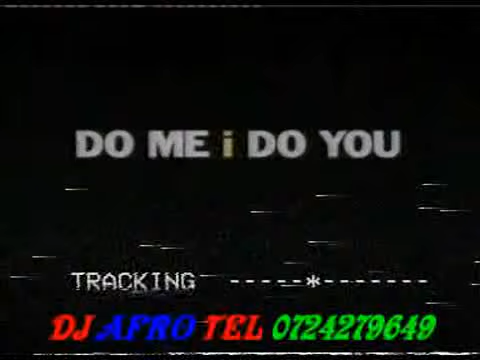 DO ME i DO YOU
TRACKING -----*-------
DJ AFRO TEL 0724279649